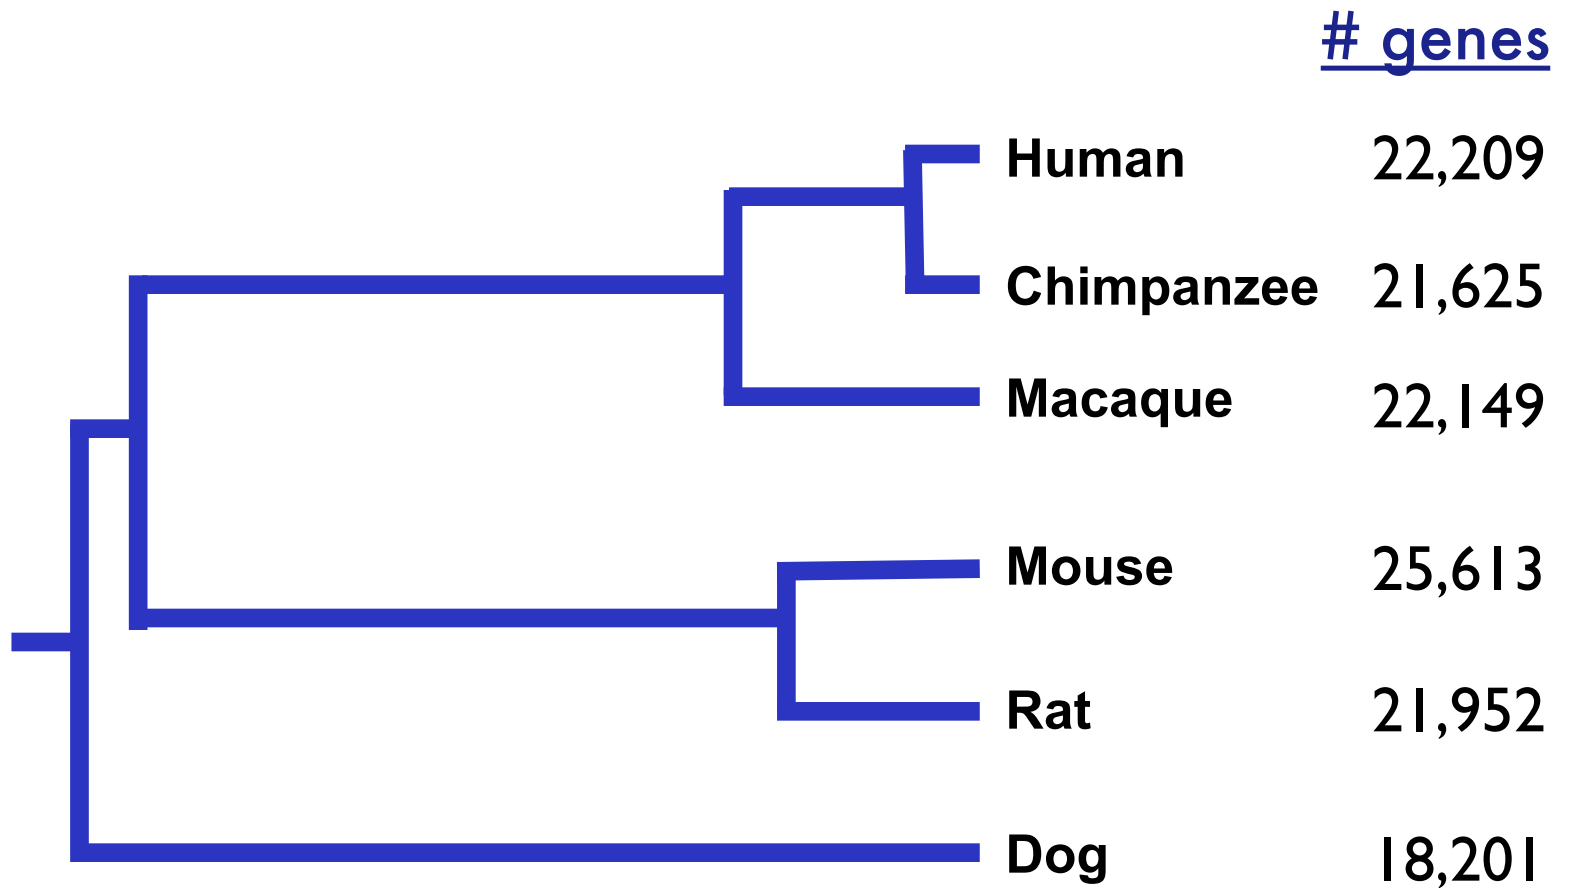 # genes
Human 22,209
Chimpanzee 21,625
Macaque 22,149
Mouse 25,613
Rat 21,952
Dog 18,201